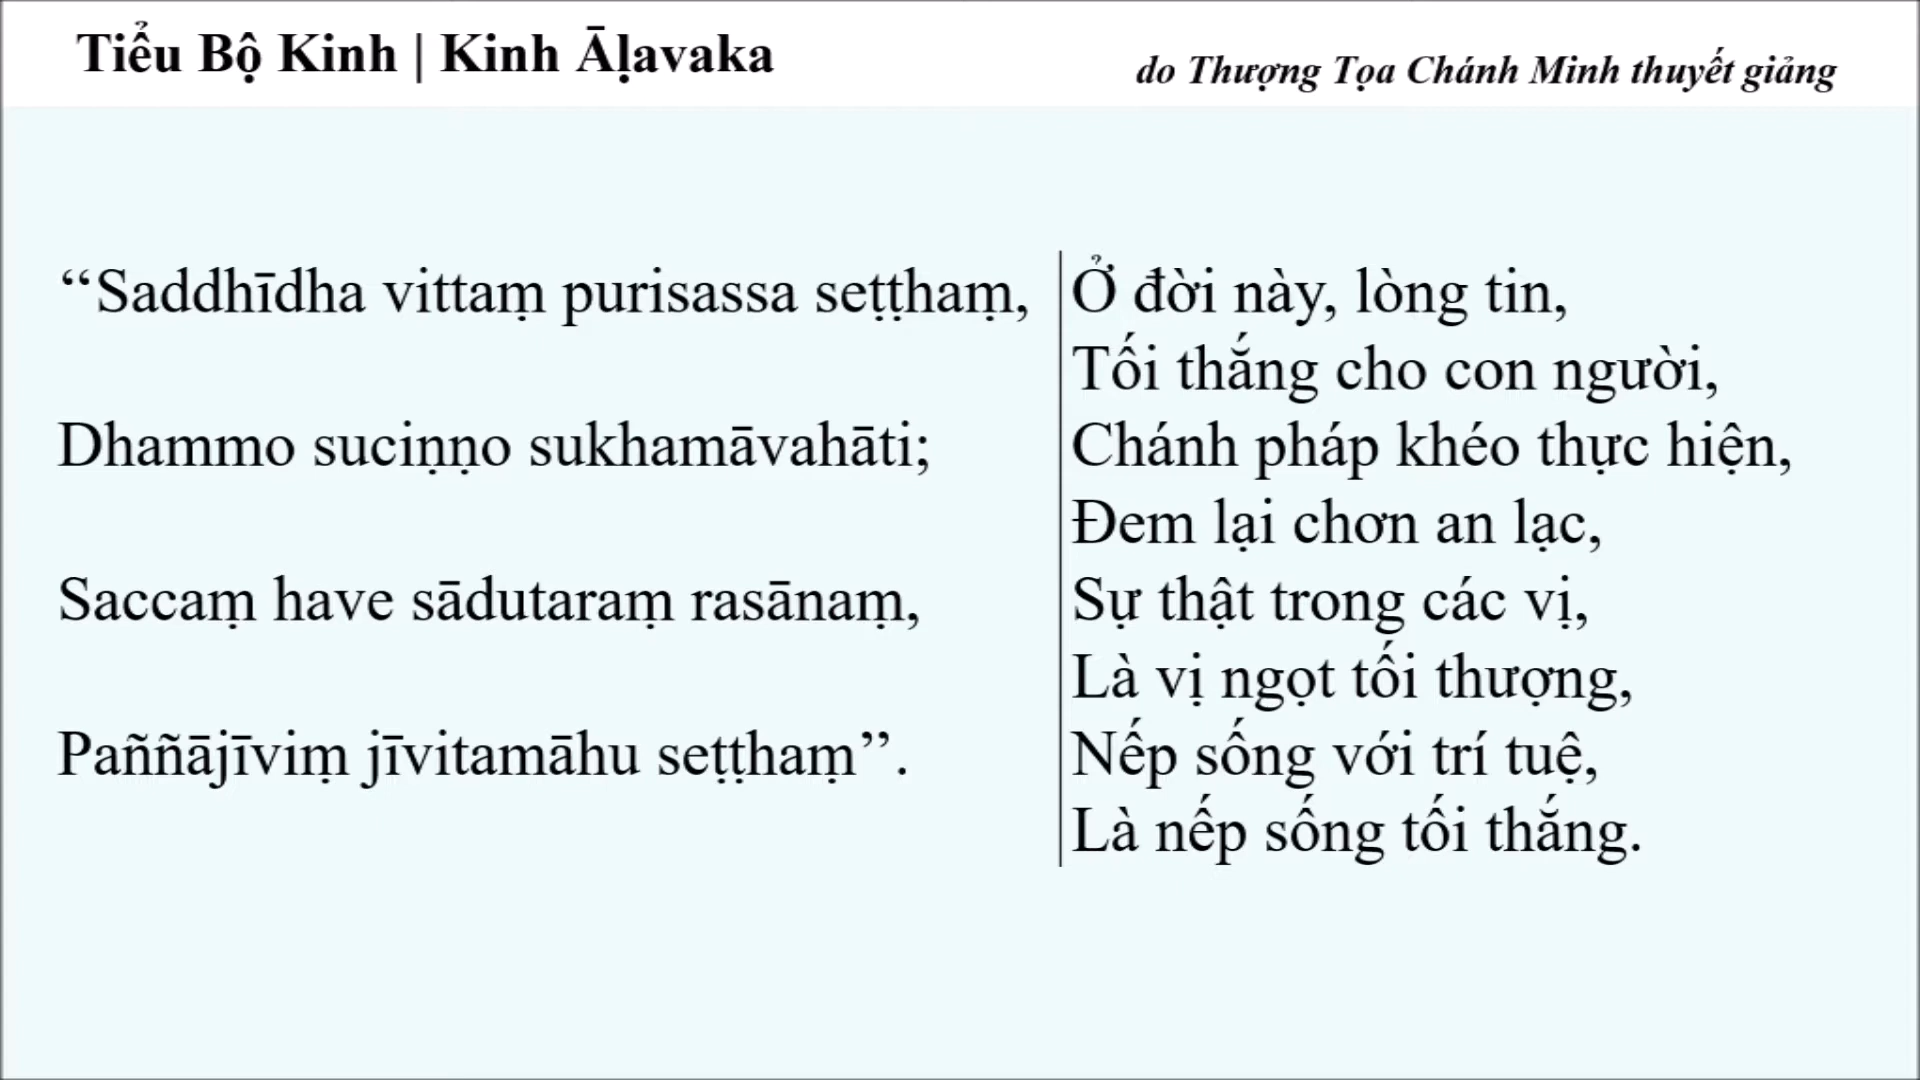 Tiểu Bộ Kinh | Kinh Āḷavaka
do Thượng Tọa Chánh Minh thuyết giảng
“Saddhīdha vittaṃ purisassa seṭṭhaṃ,
Dhammo suciṇṇo sukhamāvahāti;
Saccaṃ have sādutaraṃ rasānaṃ,
Paññājīviṃ jīvitamāhu seṭṭhaṃ”.
Ở đời này, lòng tin,
Tối thắng cho con người,
Chánh pháp khéo thực hiện,
Đem lại chơn an lạc,
Sự thật trong các vị,
Là vị ngọt tối thượng,
Nếp sống với trí tuệ,
Là nếp sống tối thắng.